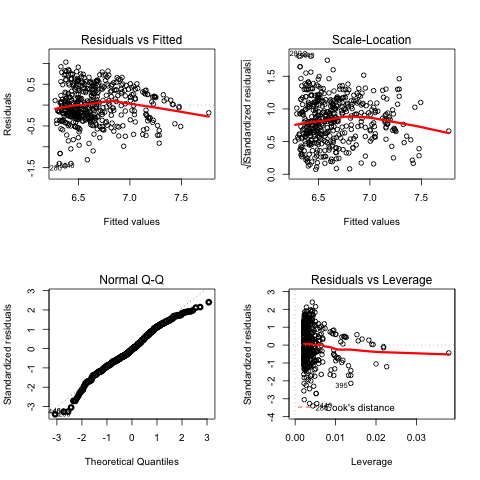 Residuals vs Fitted
Residuals
0.5
-0.5
-1.5
6.5 7.0 7.5
Fitted values
Scale-Location
√|Standardized residuals|
1.5
1.0
0.5
0.0
6.5 7.0 7.5
Fitted values
Normal Q-Q
Standardized residuals
3
2
1
0
-1
-2
-3
-3 -2 -1 0 1 2 3
Theoretical Quantiles
Residuals vs Leverage
Standardized residuals
3
2
1
0
-1
-2
-3
-4
395
Cook's distance
0.00 0.01 0.02 0.03
Leverage